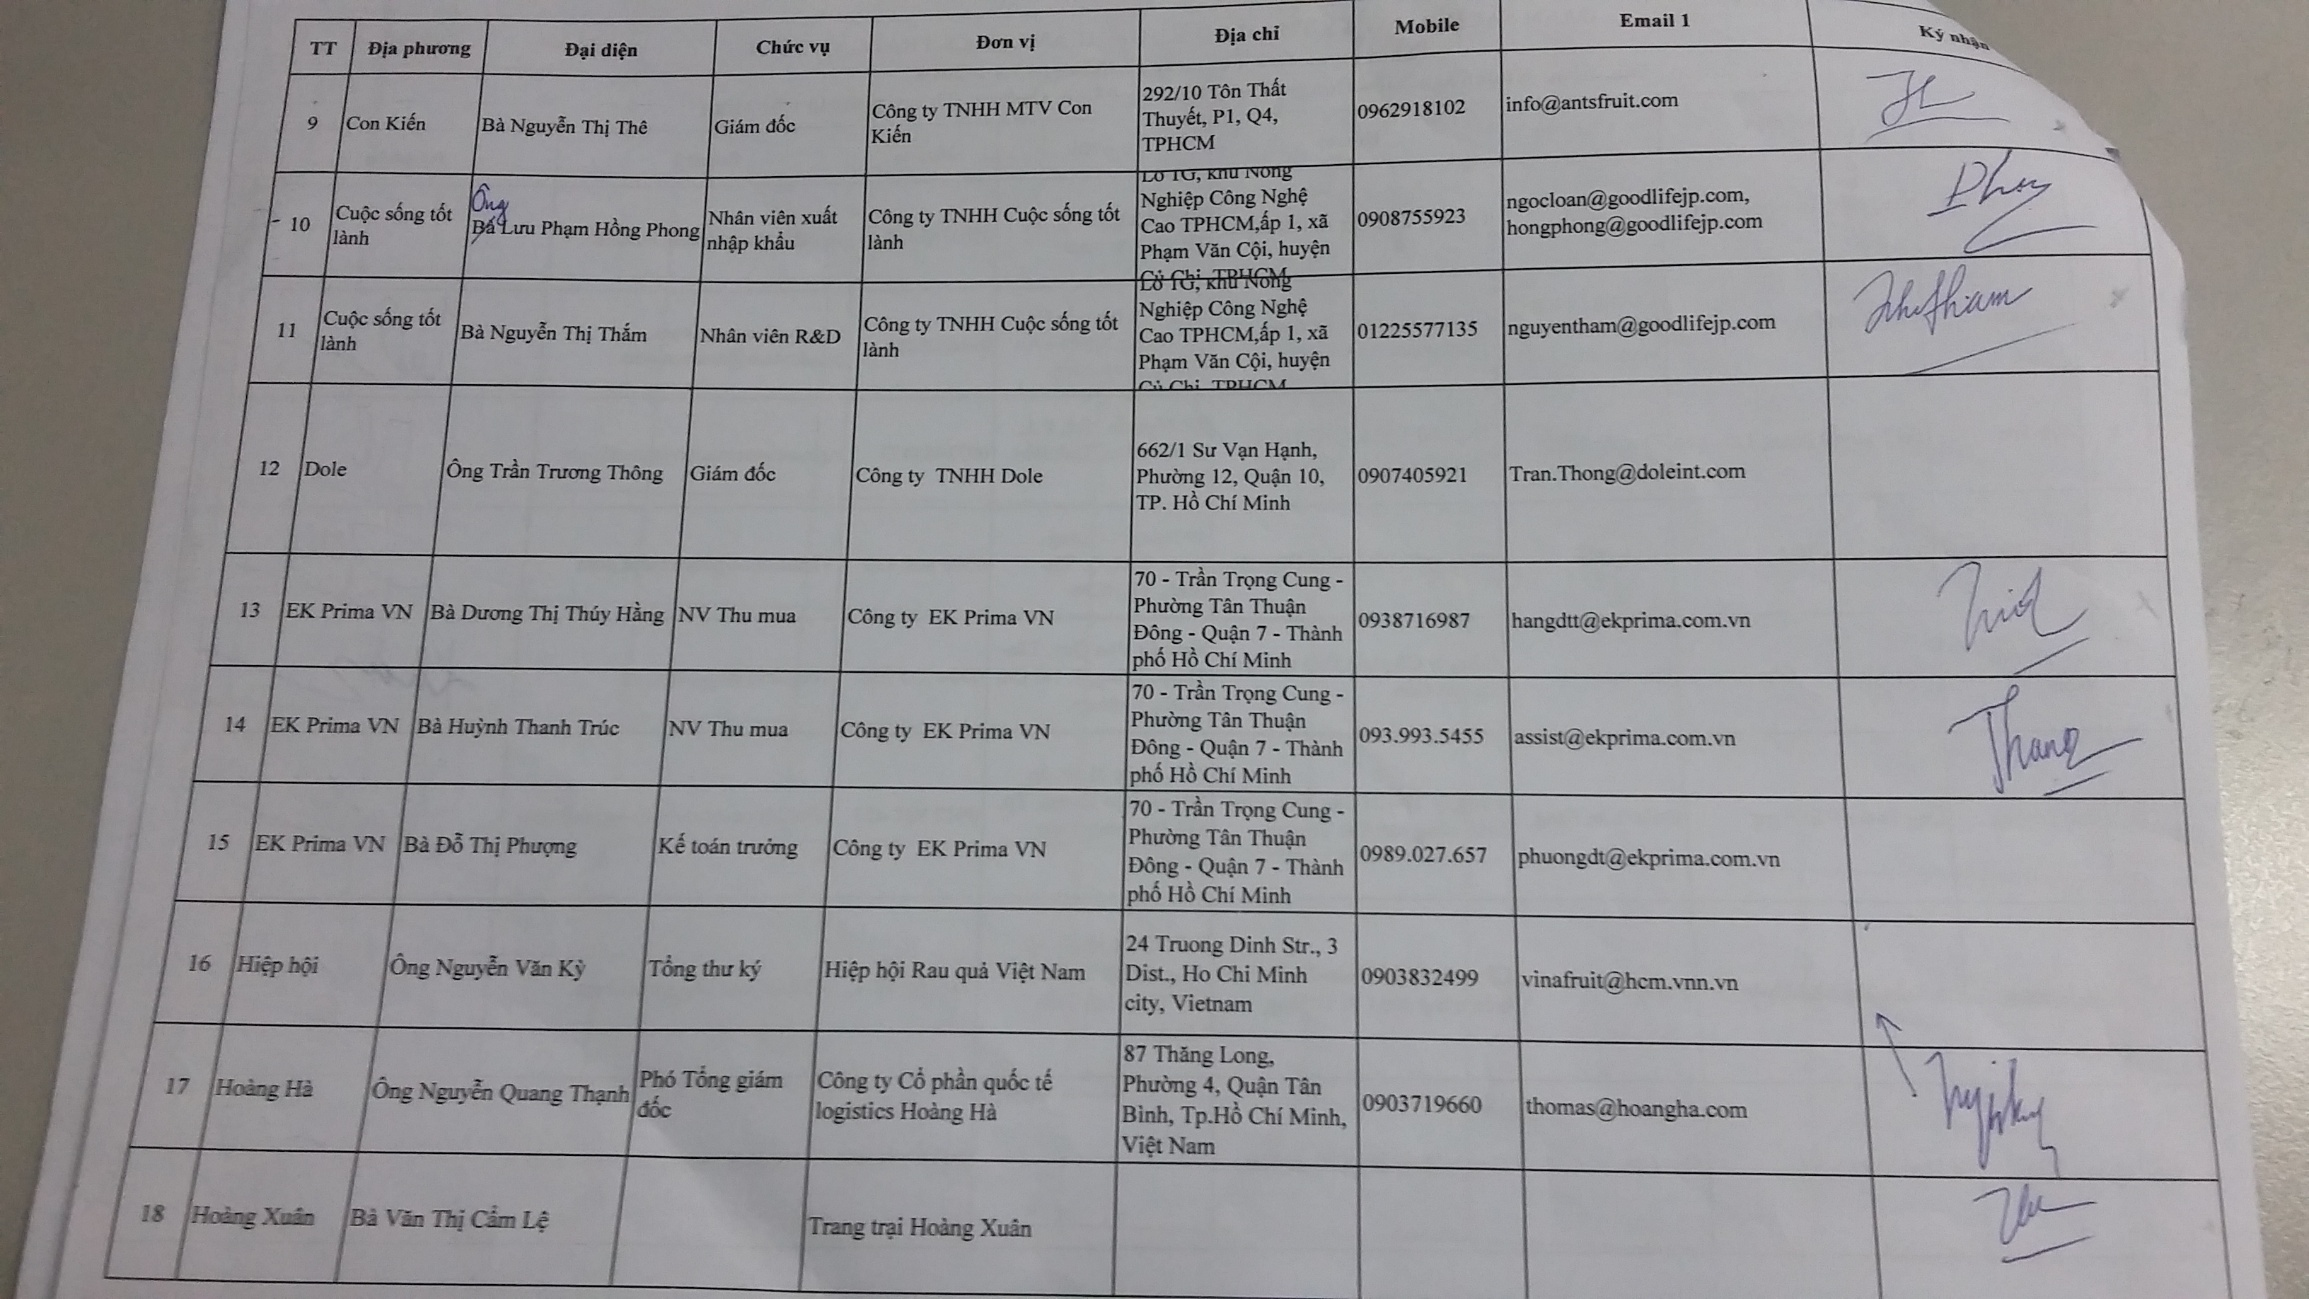 TT Địa phương Đại diện Chức vụ Đơn vị Địa chỉ Mobile Email 1 Ký nhận
9 Con Kiến Bà Nguyễn Thị Thê Giám đốc Công ty TNHH MTV Con
Kiến
292/10 Tôn Thất
Thuyết, P1, Q4,
TPHCM
0962918102 info@antsfruit.com
10 Cuộc sống tốt
lành
Ông
Bà Lưu Phạm Hồng Phong
Nhân viên xuất
nhập khẩu
Công ty TNHH Cuộc sống tốt
lành
Lô TG, khu Nông
Nghiệp Công Nghệ
Cao TPHCM,ấp 1, xã
Phạm Văn Cội, huyện
Củ Chi, TPHCM
0908755923
ngocloan@goodlifejp.com,
hongphong@goodlifejp.com
11 Cuộc sống tốt
lành
Bà Nguyễn Thị Thắm Nhân viên R&D
Công ty TNHH Cuộc sống tốt
lành
Lô TG, khu Nông
Nghiệp Công Nghệ
Cao TPHCM,ấp 1, xã
Phạm Văn Cội, huyện
Củ Chi, TPHCM
01225577135 nguyentham@goodlifejp.com
12 Dole Ông Trần Trương Thông Giám đốc Công ty TNHH Dole
662/1 Sư Vạn Hạnh,
Phường 12, Quận 10,
TP. Hồ Chí Minh
0907405921 Tran.Thong@doleint.com
13 EK Prima VN Bà Dương Thị Thúy Hằng NV Thu mua Công ty EK Prima VN
70 - Trần Trọng Cung -
Phường Tân Thuận
Đông - Quận 7 - Thành
phố Hồ Chí Minh
0938716987 hangdtt@ekprima.com.vn
14 EK Prima VN Bà Huỳnh Thanh Trúc NV Thu mua Công ty EK Prima VN
70 - Trần Trọng Cung -
Phường Tân Thuận
Đông - Quận 7 - Thành
phố Hồ Chí Minh
093.993.5455 assist@ekprima.com.vn
15 EK Prima VN Bà Đỗ Thị Phượng Kế toán trưởng Công ty EK Prima VN
70 - Trần Trọng Cung -
Phường Tân Thuận
Đông - Quận 7 - Thành
phố Hồ Chí Minh
0989.027.657 phuongdt@ekprima.com.vn
16 Hiệp hội Ông Nguyễn Văn Kỳ Tổng thư ký Hiệp hội Rau quả Việt Nam
24 Truong Dinh Str., 3
Dist., Ho Chi Minh
city, Vietnam
0903832499 vinafruit@hcm.vnn.vn
17 Hoàng Hà Ông Nguyễn Quang Thạnh
Phó Tổng giám
đốc
Công ty Cổ phần quốc tế
logistics Hoàng Hà
87 Thăng Long,
Phường 4, Quận Tân
Bình, Tp.Hồ Chí Minh,
Việt Nam
0903719660 thomas@hoangha.com
18 Hoàng Xuân Bà Văn Thị Cẩm Lệ Trang trại Hoàng Xuân